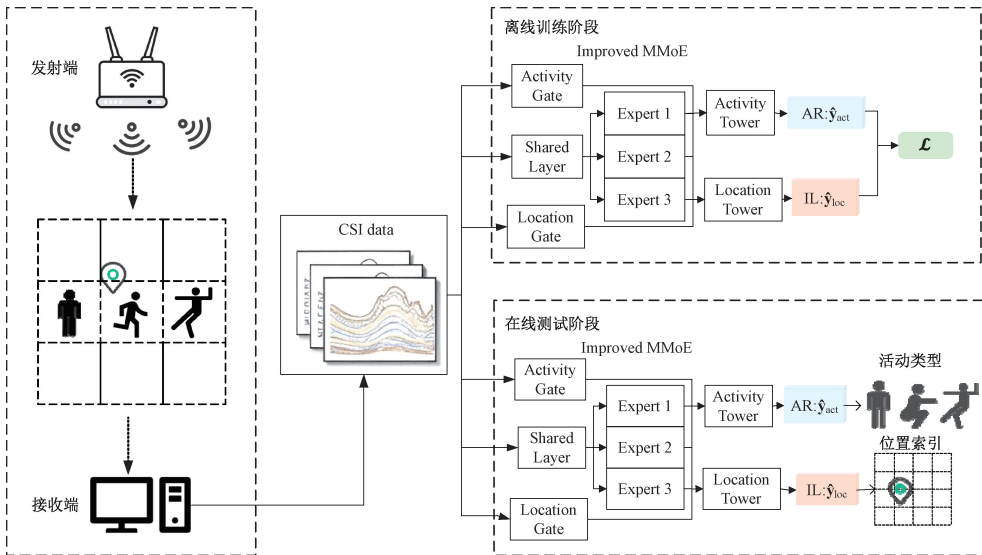 发射端
接收端
CSI data
离线训练阶段
Improved MMoE
Activity
Gate
Shared
Layer
Location
Gate
Expert 1
Expert 2
Expert 3
Activity
Tower
Location
Tower
AR:ŷact
IL:ŷloc
ℒ
在线测试阶段
Improved MMoE
Activity
Gate
Shared
Layer
Location
Gate
Expert 1
Expert 2
Expert 3
Activity
Tower
Location
Tower
AR:ŷact
IL:ŷloc
活动类型
位置索引